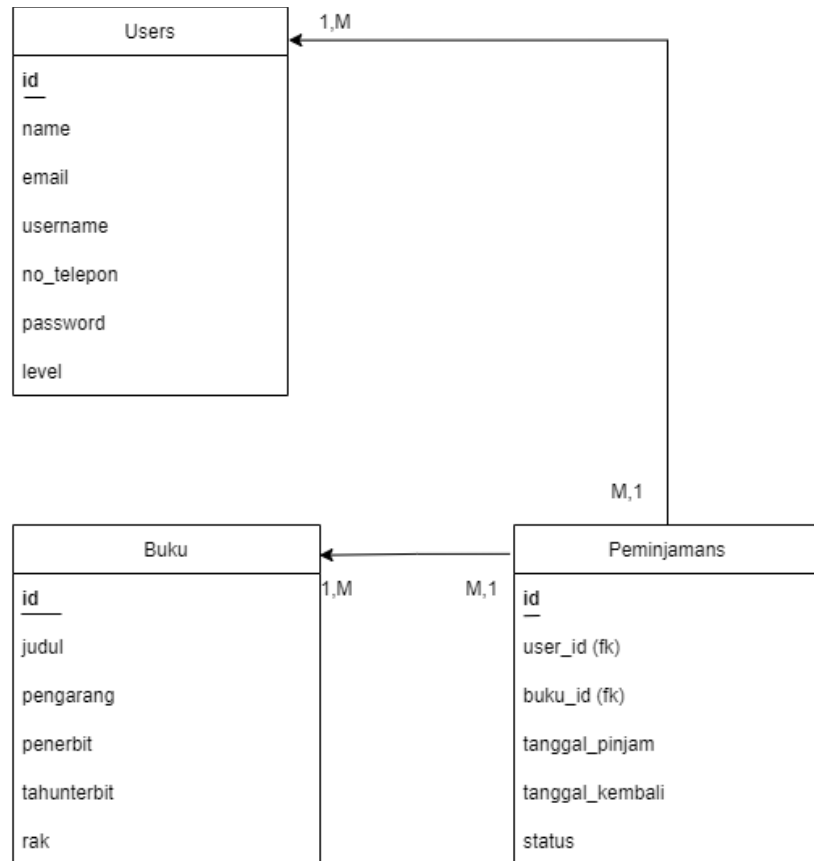 Users
1,M
id
name
email
username
no_telepon
password
level
M,1
Buku
1,M
id
judul
pengarang
penerbit
tahunterbit
rak
M,1
Peminjamans
id
user_id (fk)
buku_id (fk)
tanggal_pinjam
tanggal_kembali
status